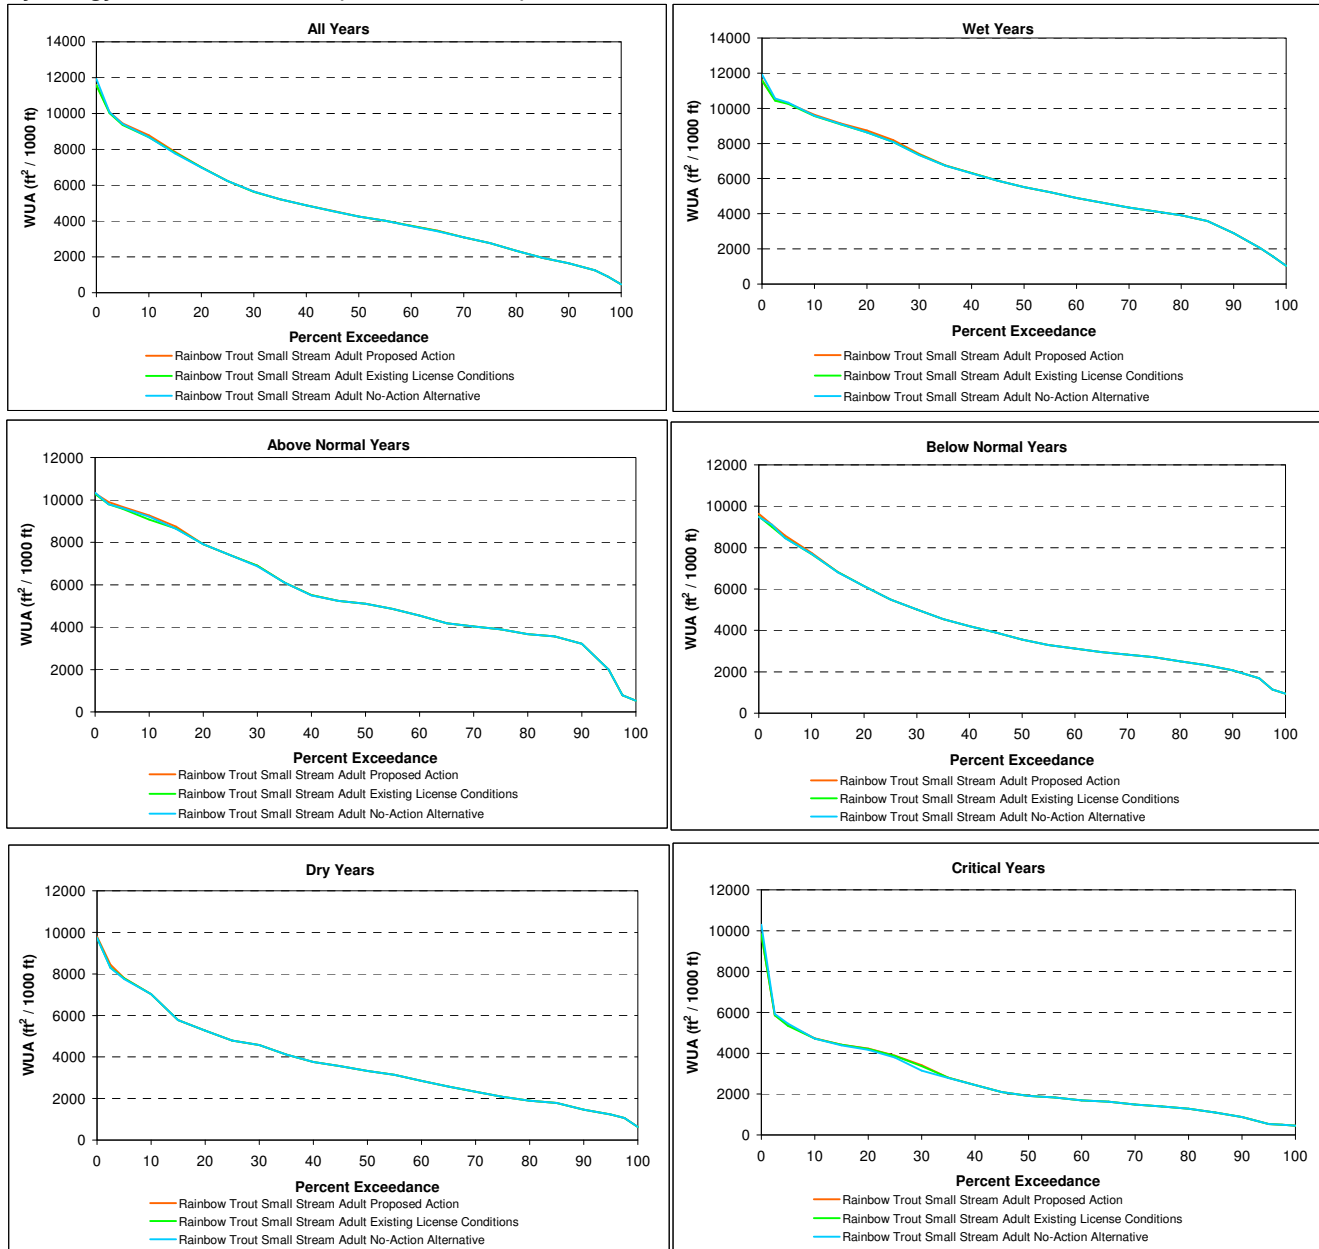 All Years
WUA (ft² / 1000 ft)
14000
12000
10000
8000
6000
4000
2000
0
0 10 20 30 40 50 60 70 80 90 100
Percent Exceedance
Rainbow Trout Small Stream Adult Proposed Action
Rainbow Trout Small Stream Adult Existing License Conditions
Rainbow Trout Small Stream Adult No-Action Alternative
Wet Years
WUA (ft² / 1000 ft)
14000
12000
10000
8000
6000
4000
2000
0
0 10 20 30 40 50 60 70 80 90 100
Percent Exceedance
Rainbow Trout Small Stream Adult Proposed Action
Rainbow Trout Small Stream Adult Existing License Conditions
Rainbow Trout Small Stream Adult No-Action Alternative
Above Normal Years
WUA (ft² / 1000 ft)
12000
10000
8000
6000
4000
2000
0
0 10 20 30 40 50 60 70 80 90 100
Percent Exceedance
Rainbow Trout Small Stream Adult Proposed Action
Rainbow Trout Small Stream Adult Existing License Conditions
Rainbow Trout Small Stream Adult No-Action Alternative
Below Normal Years
WUA (ft² / 1000 ft)
12000
10000
8000
6000
4000
2000
0
0 10 20 30 40 50 60 70 80 90 100
Percent Exceedance
Rainbow Trout Small Stream Adult Proposed Action
Rainbow Trout Small Stream Adult Existing License Conditions
Rainbow Trout Small Stream Adult No-Action Alternative
Dry Years
WUA (ft² / 1000 ft)
12000
10000
8000
6000
4000
2000
0
0 10 20 30 40 50 60 70 80 90 100
Percent Exceedance
Rainbow Trout Small Stream Adult Proposed Action
Rainbow Trout Small Stream Adult Existing License Conditions
Rainbow Trout Small Stream Adult No-Action Alternative
Critical Years
WUA (ft² / 1000 ft)
12000
10000
8000
6000
4000
2000
0
0 10 20 30 40 50 60 70 80 90 100
Percent Exceedance
Rainbow Trout Small Stream Adult Proposed Action
Rainbow Trout Small Stream Adult Existing License Conditions
Rainbow Trout Small Stream Adult No-Action Alternative